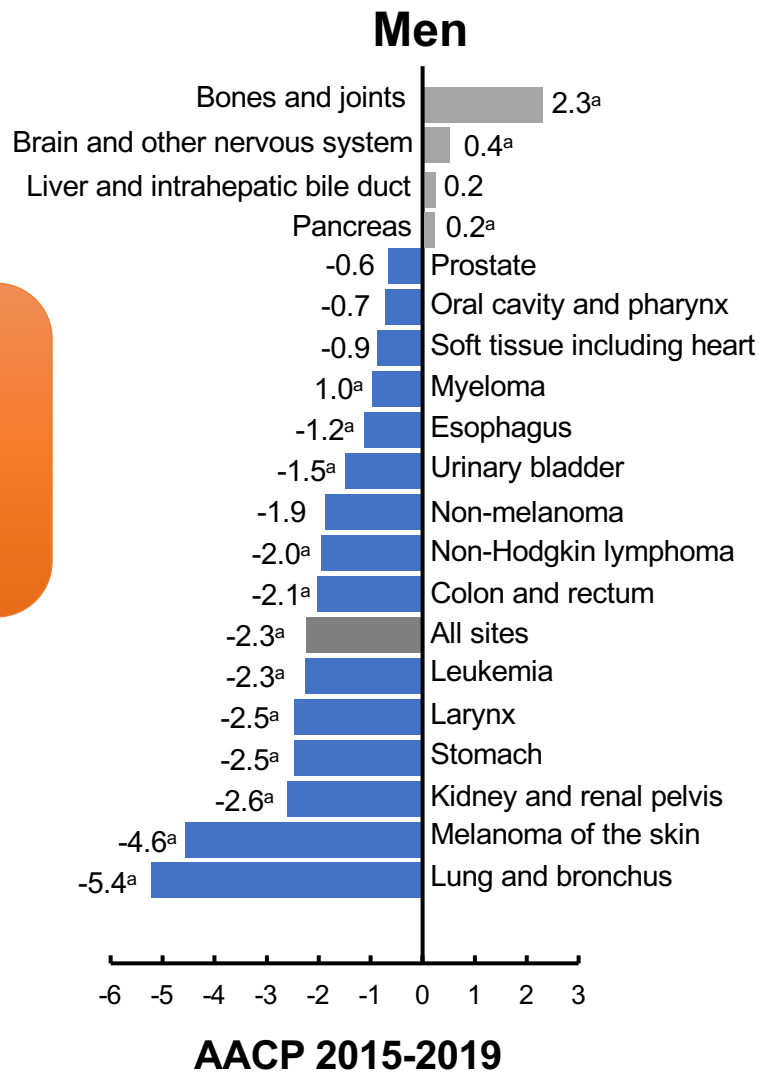 Men
Bones and joints 2.3ᵃ
Brain and other nervous system 0.4ᵃ
Liver and intrahepatic bile duct 0.2
Pancreas 0.2ᵃ
-0.6 Prostate
-0.7 Oral cavity and pharynx
-0.9 Soft tissue including heart
1.0ᵃ Myeloma
-1.2ᵃ Esophagus
-1.5ᵃ Urinary bladder
-1.9 Non-melanoma
-2.0ᵃ Non-Hodgkin lymphoma
-2.1ᵃ Colon and rectum
-2.3ᵃ All sites
-2.3ᵃ Leukemia
-2.5ᵃ Larynx
-2.5ᵃ Stomach
-2.6ᵃ Kidney and renal pelvis
-4.6ᵃ Melanoma of the skin
-5.4ᵃ Lung and bronchus
-6 -5 -4 -3 -2 -1 0 1 2 3
AACP 2015-2019